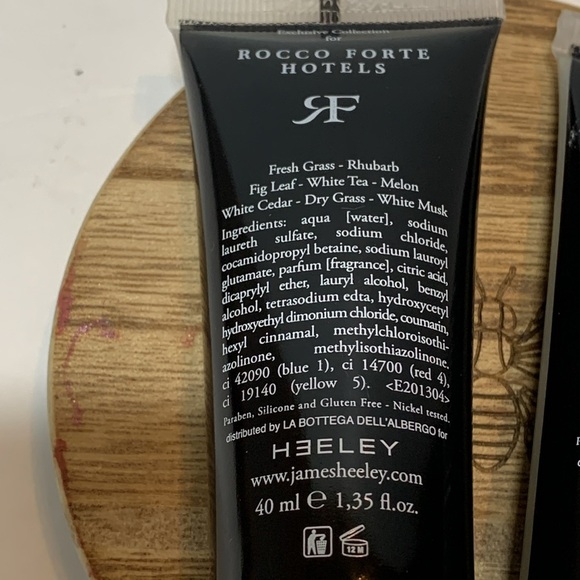 Exclusive Collection
for
ROCCO FORTE
HOTELS
RF
Fresh Grass - Rhubarb
Fig Leaf - White Tea - Melon
White Cedar - Dry Grass - White Musk
Ingredients: aqua [water], sodium
laureth sulfate, sodium chloride,
cocamidopropyl betaine, sodium lauroyl
glutamate, parfum [fragrance], citric acid,
dicaprylyl ether, lauryl alcohol, benzyl
alcohol, tetrasodium edta, hydroxycetyl
hydroxyethyl dimonium chloride, coumarin,
hexyl cinnamal, methylchloroisothi-
azolinone, methylisothiazolinone,
ci 42090 (blue 1), ci 14700 (red 4),
ci 19140 (yellow 5). <E201304>
Paraben, Silicone and Gluten Free - Nickel tested.
distributed by LA BOTTEGA DELL'ALBERGO for
HEELEY
www.jamesheeley.com
40 ml ℮ 1,35 fl.oz.
12 M